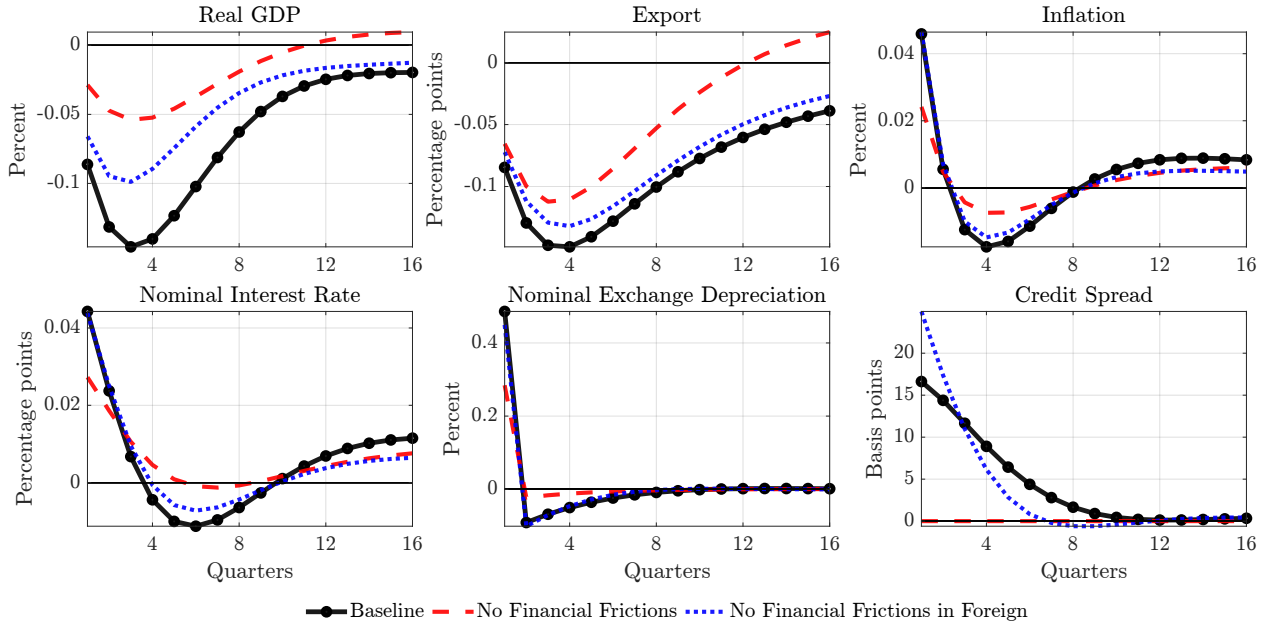 Real GDP
Export
Inflation
Percent
0
-0.05
-0.1
4
8
12
16
Percentage points
0
-0.05
-0.1
4
8
12
16
Percent
0.04
0.02
0
4
8
12
16
Nominal Interest Rate
Nominal Exchange Depreciation
Credit Spread
Percentage points
0.04
0.02
0
4
8
12
16
Quarters
Percent
0.4
0.2
0
4
8
12
16
Quarters
Basis points
20
15
10
5
0
4
8
12
16
Quarters
Baseline No Financial Frictions No Financial Frictions in Foreign